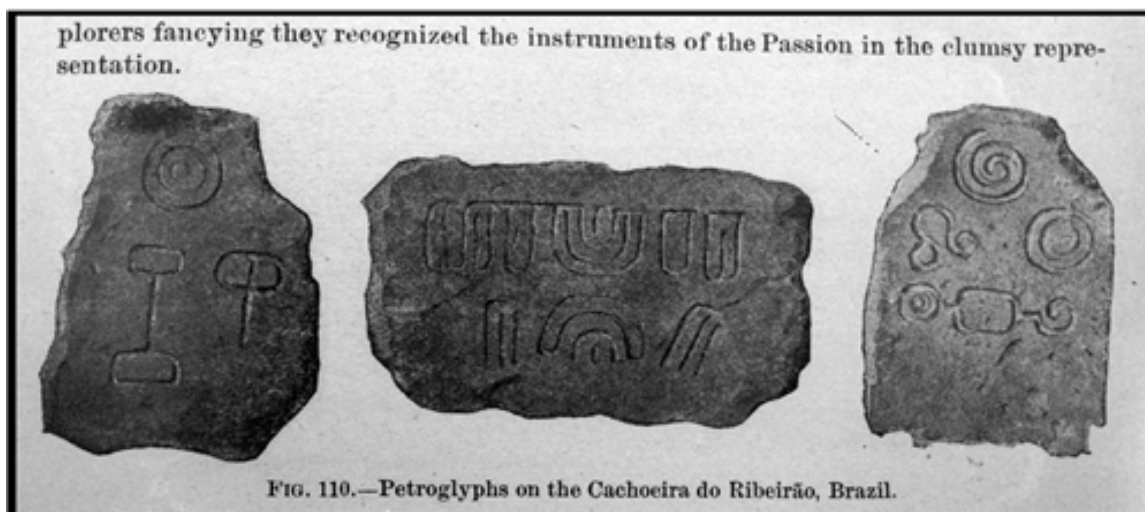 plorers fancying they recognized the instruments of the Passion in the clumsy repre-
sentation.
FIG. 110.—Petroglyphs on the Cachoeira do Ribeirão, Brazil.